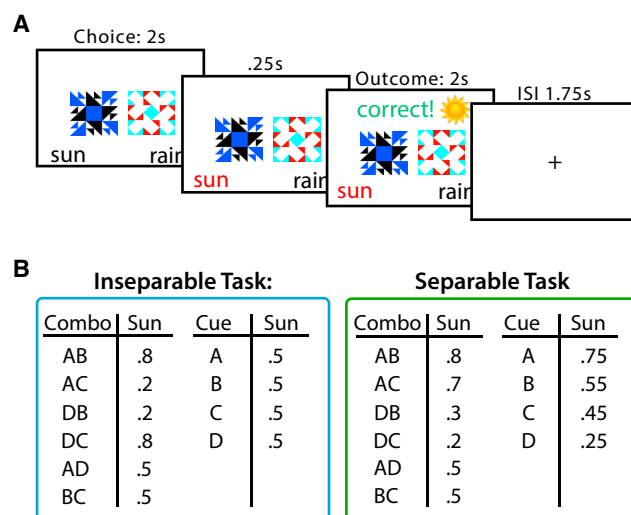 A
Choice: 2s
.25s
Outcome: 2s
ISI 1.75s
correct!
sun rain
sun rain
sun rain
+
B
Inseparable Task: Separable Task
Combo Sun Cue Sun Combo Sun Cue Sun
AB .8 A .5 AB .8 A .75
AC .2 B .5 AC .7 B .55
DB .2 C .5 DB .3 C .45
DC .8 D .5 DC .2 D .25
AD .5 AD .5
BC .5 BC .5